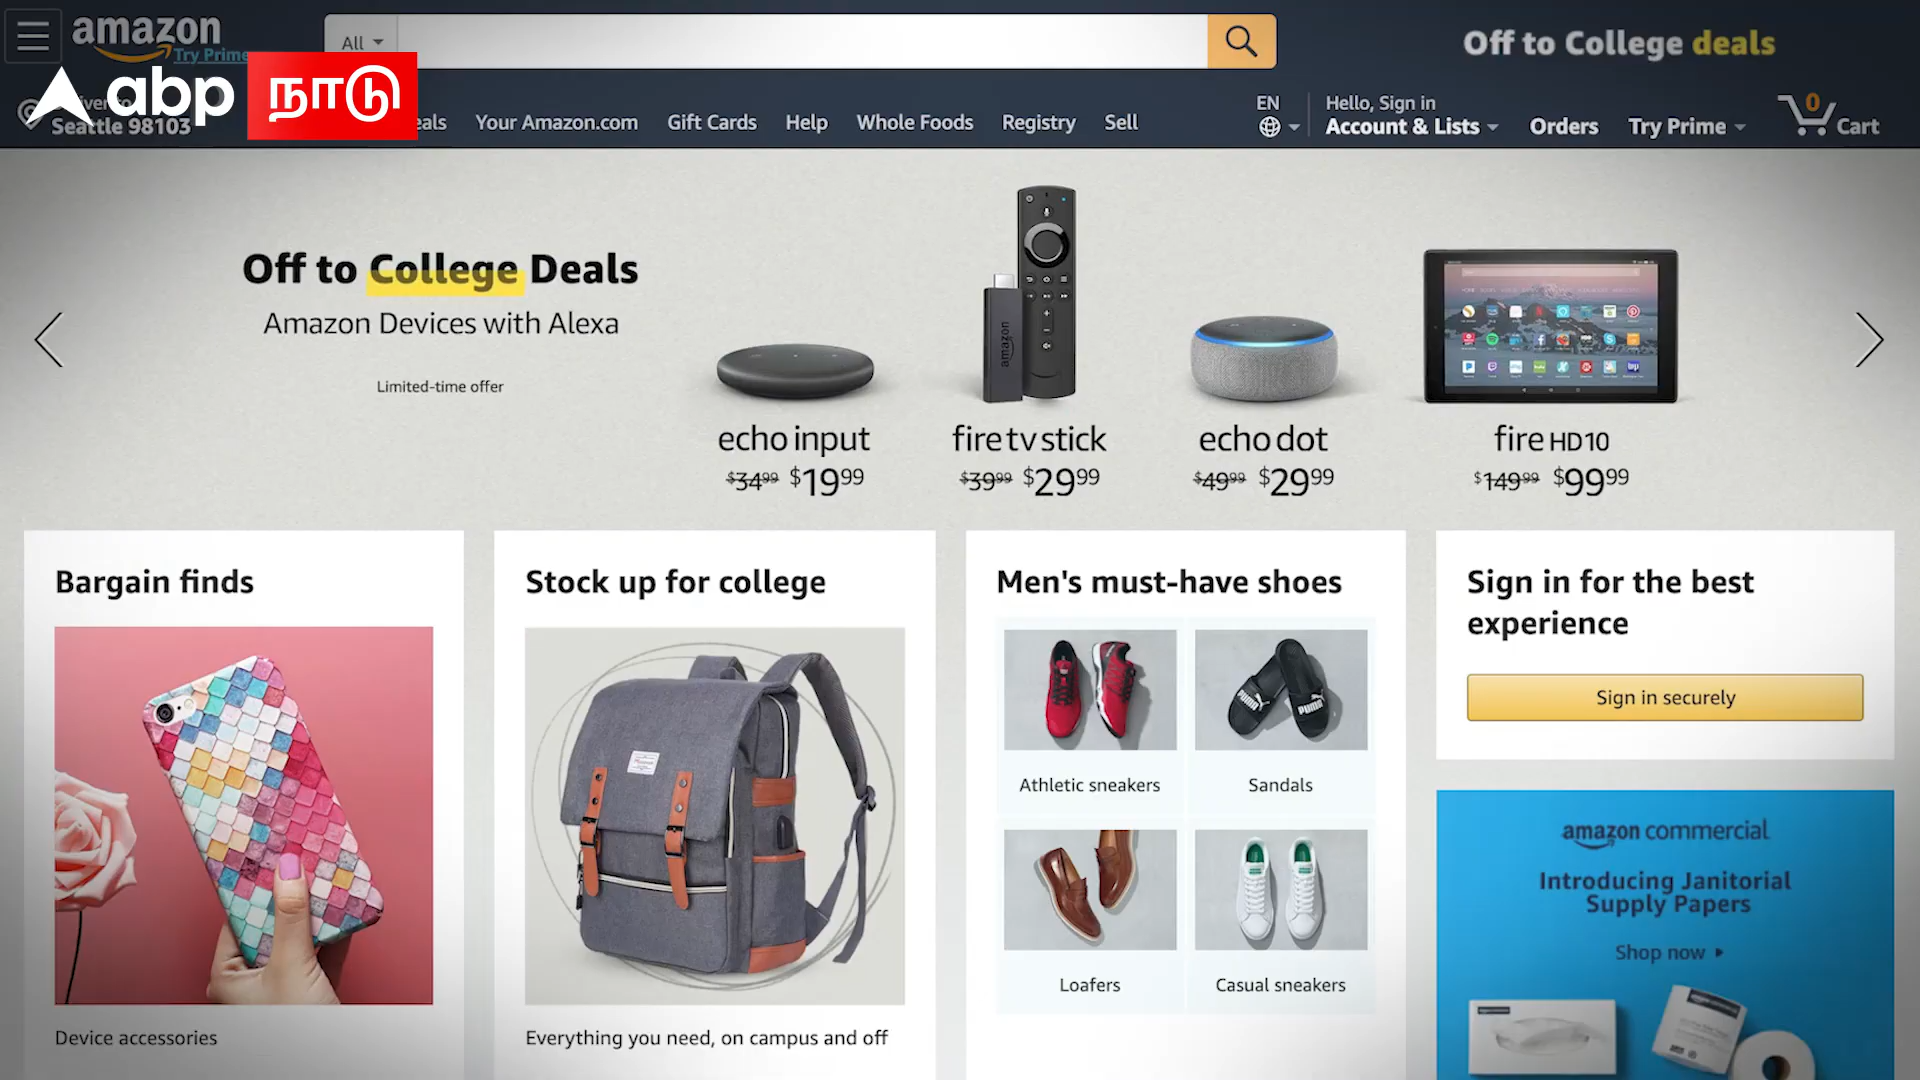 amazon
Try Prime
All
Off to College deals
abp நாடு
Seattle 98103
Your Amazon.com
Gift Cards
Help
Whole Foods
Registry
Sell
EN
Hello, Sign in
Account & Lists
Orders
Try Prime
0
Cart
Off to College Deals
Amazon Devices with Alexa
Limited-time offer
amazon
echo input
$34.99 $19.99
fire tv stick
$39.99 $29.99
echo dot
$49.99 $29.99
fire HD10
$149.99 $99.99
Bargain finds
Device accessories
Stock up for college
Everything you need, on campus and off
Men's must-have shoes
PUMA
PUMA
Athletic sneakers
Sandals
Loafers
Casual sneakers
Sign in for the best
experience
Sign in securely
amazon commercial
Introducing Janitorial
Supply Papers
Shop now